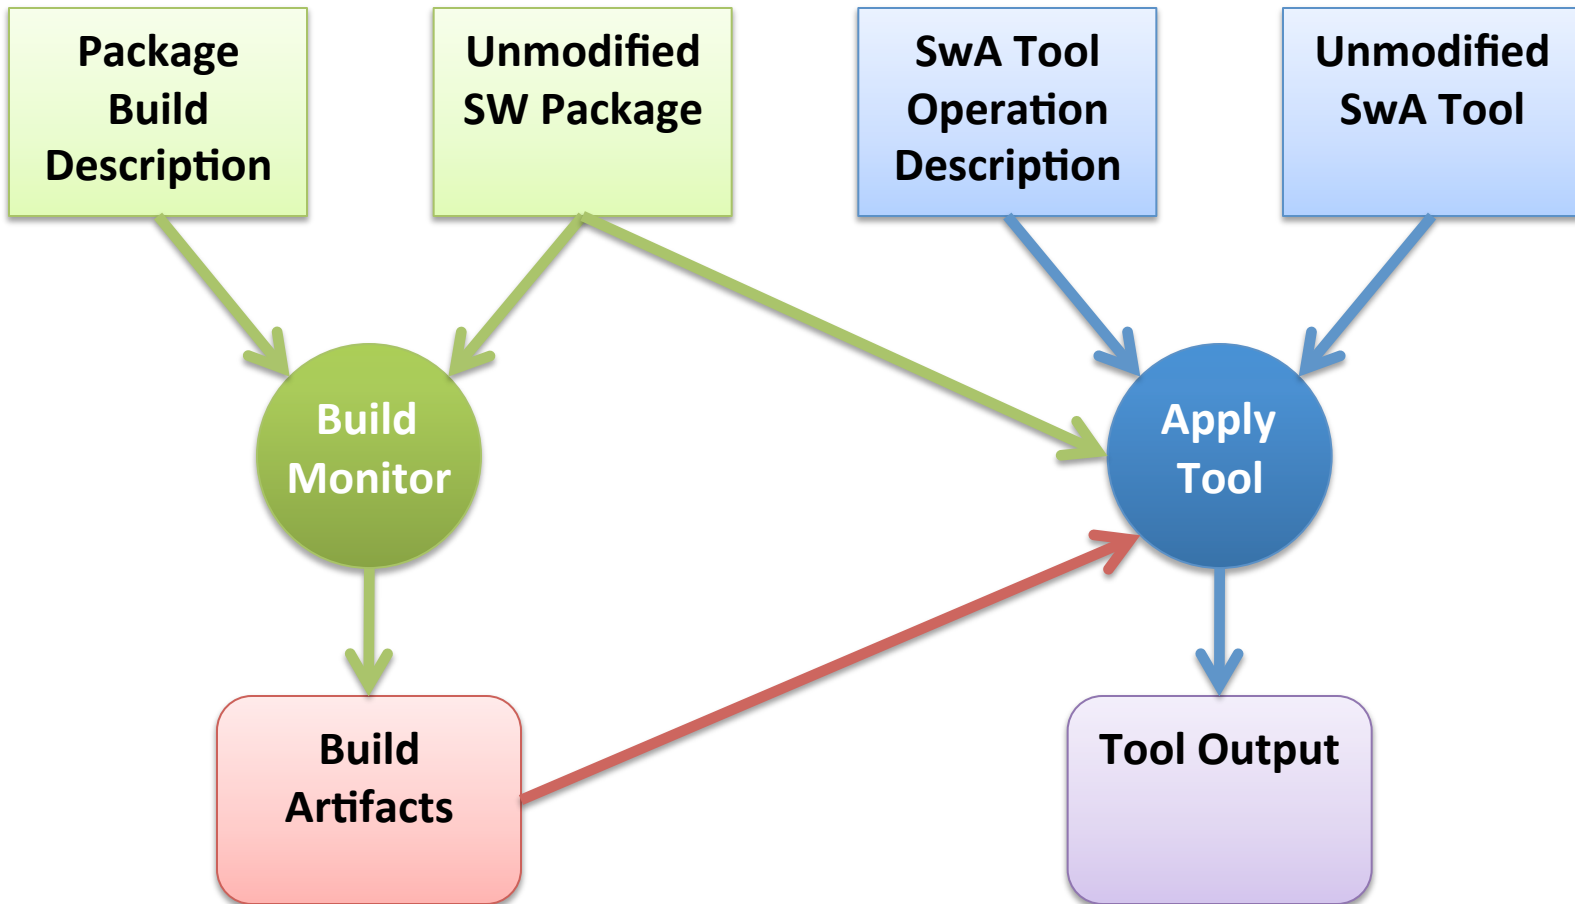 Package
Build
Description
Unmodified
SW Package
SwA Tool
Operation
Description
Unmodified
SwA Tool
Build
Monitor
Apply
Tool
Build
Artifacts
Tool Output